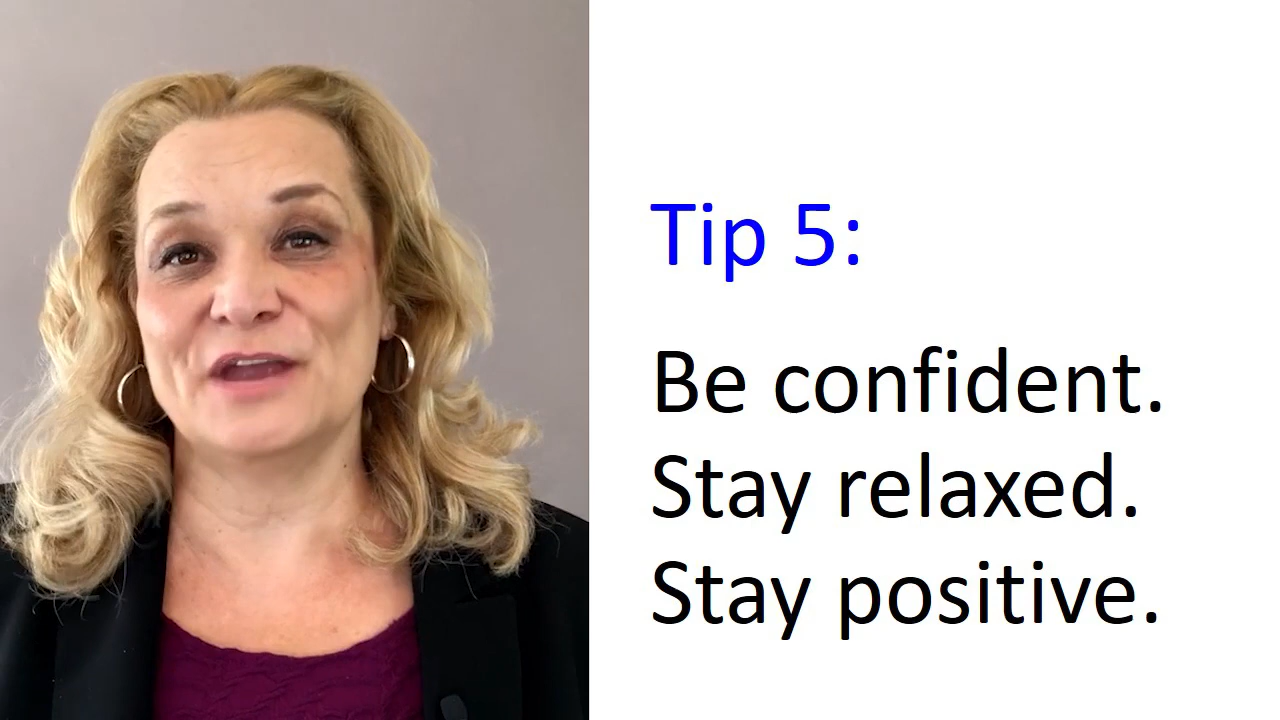 Tip 5:
Be confident.
Stay relaxed.
Stay positive.